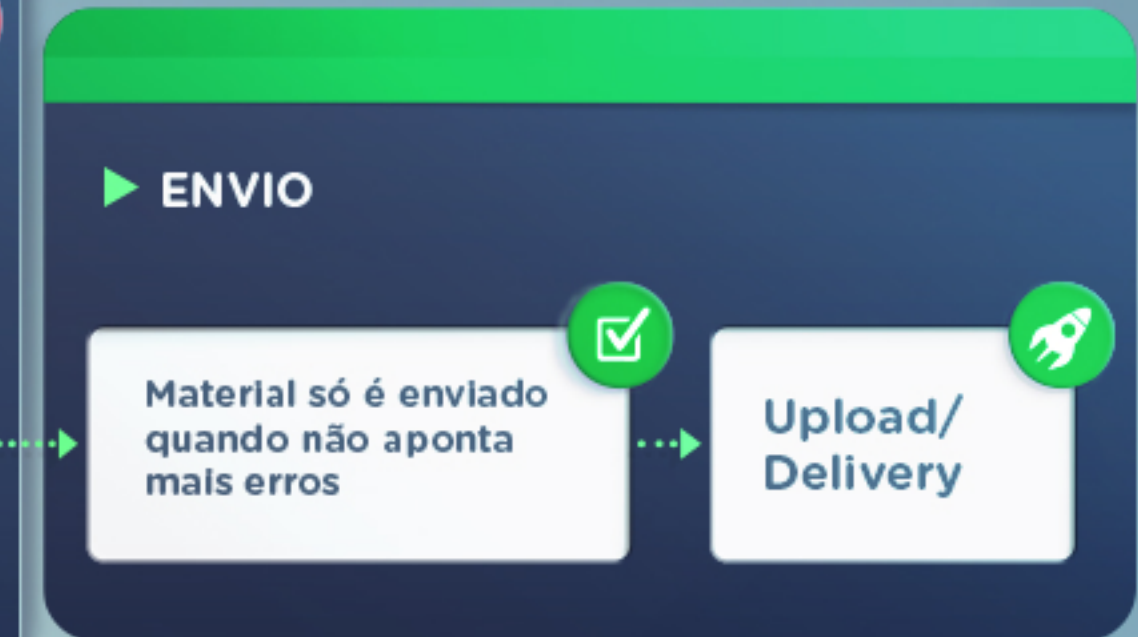 ENVIO
Material só é enviado
quando não aponta
mais erros
Upload/
Delivery